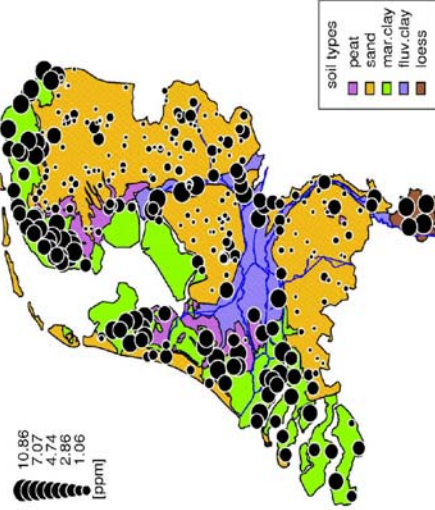 10.86
7.07
4.74
2.86
1.06
[ppm]
soil types
peat
sand
mar.clay
fluv.clay
loess